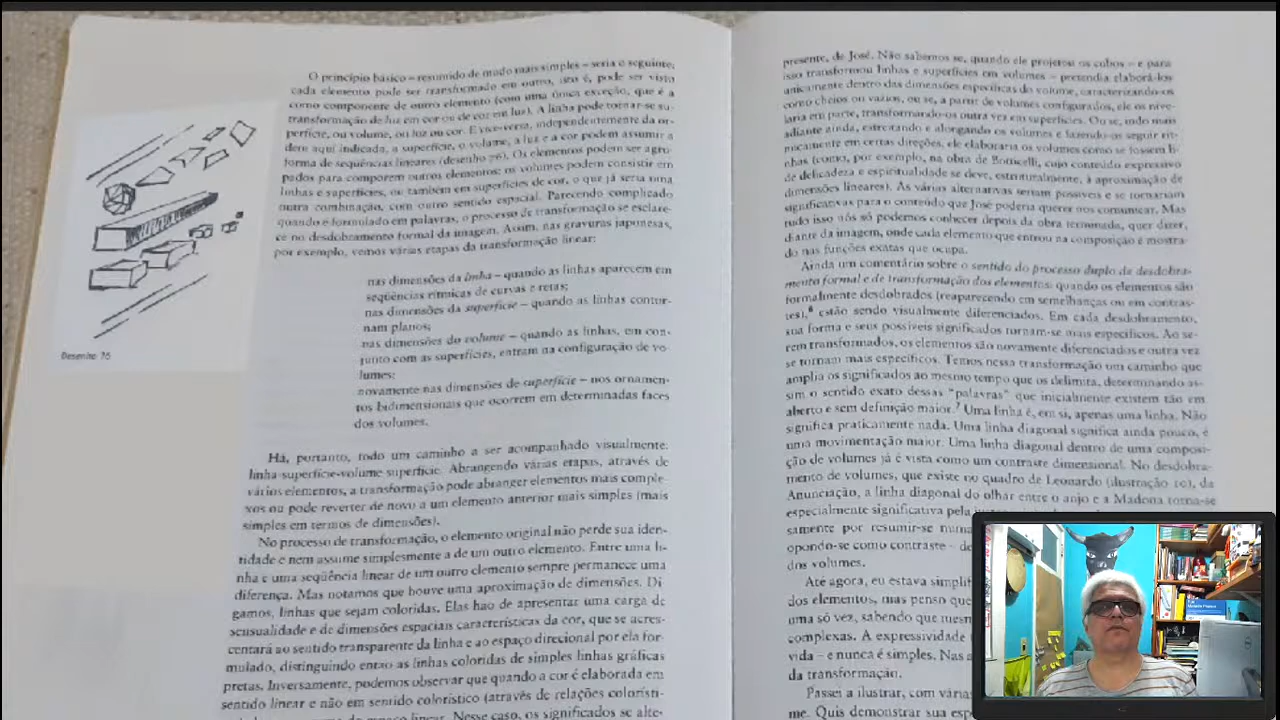 O princípio básico – resumido de modo mais simples – seria o seguinte:
cada elemento pode ser transformado em outro, isto é, pode ser visto
como componente de outro elemento (com uma única exceção, que é a
transformação de luz em cor ou de cor em luz). A linha pode tornar-se su-
perfície, ou volume, ou luz ou cor. E vice-versa, independentemente da or-
dem aqui indicada, a superfície, o volume, a luz e a cor podem assumir a
forma de sequências lineares (desenho 76). Os elementos podem ser agru-
pados para comporem outros elementos: os volumes podem consistir em
linhas e superfícies, ou também em superfícies de cor, o que já seria uma
outra combinação, com outro sentido espacial. Parecendo complicado
quando é formulado em palavras, o processo de transformação se esclare-
ce no desdobramento formal da imagem. Assim, nas gravuras japonesas,
por exemplo, vemos várias etapas da transformação linear:
nas dimensões da linha – quando as linhas aparecem em
seqüências rítmicas de curvas e retas;
nas dimensões da superfície – quando as linhas contor-
nam planos;
nas dimensões do volume – quando as linhas, em con-
junto com as superfícies, entram na configuração de vo-
lumes;
novamente nas dimensões de superfície – nos ornamen-
tos bidimensionais que ocorrem em determinadas faces
dos volumes.
Desenho 76
Há, portanto, todo um caminho a ser acompanhado visualmente:
linha-superfície-volume superfície. Abrangendo várias etapas, através de
vários elementos, a transformação pode abranger elementos mais comple-
xos ou pode reverter de novo a um elemento anterior mais simples (mais
simples em termos de dimensões).
No processo de transformação, o elemento original não perde sua iden-
tidade e nem assume simplesmente a de um outro elemento. Entre uma li-
nha e uma seqüência linear de um outro elemento sempre permanece uma
diferença. Mas notamos que houve uma aproximação de dimensões. Di-
gamos, linhas que sejam coloridas. Elas hão de apresentar uma carga de
sensualidade e de dimensões espaciais características da cor, que se acres-
centará ao sentido transparente da linha e ao espaço direcional por ela for-
mulado, distinguindo então as linhas coloridas de simples linhas gráficas
pretas. Inversamente, podemos observar que quando a cor é elaborada em
sentido linear e não em sentido colorístico (através de relações colorísti-
linear. Nesse caso, os significados se alte-
presente, de José. Não sabemos se, quando ele projetou os cubos – e para
isso transformou linhas e superfícies em volumes – pretendia elaborá-los
unicamente dentro das dimensões específicas do volume, caracterizando-os
como cheios ou vazios, ou se, a partir de volumes configurados, ele os nive-
laria em parte, transformando-os outra vez em superfícies. Ou se, indo mais
adiante ainda, estreitando e alongando os volumes e fazendo-os seguir rit-
micamente em certas direções, ele elaboraria os volumes como se fossem li-
nhas (como, por exemplo, na obra de Botticelli, cujo conteúdo expressivo
de delicadeza e espiritualidade se deve, estruturalmente, à aproximação de
dimensões lineares). As várias alternativas seriam possíveis e se tornariam
significativas para o conteúdo que José poderia querer nos comunicar. Mas
tudo isso nós só podemos conhecer depois da obra terminada, quer dizer,
diante da imagem, onde cada elemento que entrou na composição é mostra-
do nas funções exatas que ocupa.
Ainda um comentário sobre o sentido do processo duplo de desdobra-
mento formal e de transformação dos elementos: quando os elementos são
formalmente desdobrados (reaparecendo em semelhanças ou em contras-
tes),⁶ estão sendo visualmente diferenciados. Em cada desdobramento,
sua forma e seus possíveis significados tornam-se mais específicos. Ao se-
rem transformados, os elementos são novamente diferenciados e outra vez
se tornam mais específicos. Temos nessa transformação um caminho que
amplia os significados ao mesmo tempo que os delimita, determinando as-
sim o sentido exato dessas "palavras" que inicialmente existem tão em
aberto e sem definição maior.⁷ Uma linha é, em si, apenas uma linha. Não
significa praticamente nada. Uma linha diagonal significa ainda pouco, é
uma movimentação maior. Uma linha diagonal dentro de uma composi-
ção de volumes já é vista como um contraste dimensional. No desdobra-
mento de volumes, que existe no quadro de Leonardo (ilustração 10), da
Anunciação, a linha diagonal do olhar entre o anjo e a Madona torna-se
especialmente significativa pela
samente por resumir-se numa
opondo-se como contraste – de
dos volumes.
Até agora, eu estava simplifi
dos elementos, mas penso que
uma só vez, sabendo que mesm
complexas. A expressividade
vida – e nunca é simples. Nas
da transformação.
Passei a ilustrar, com várias
me. Quis demonstrar sua